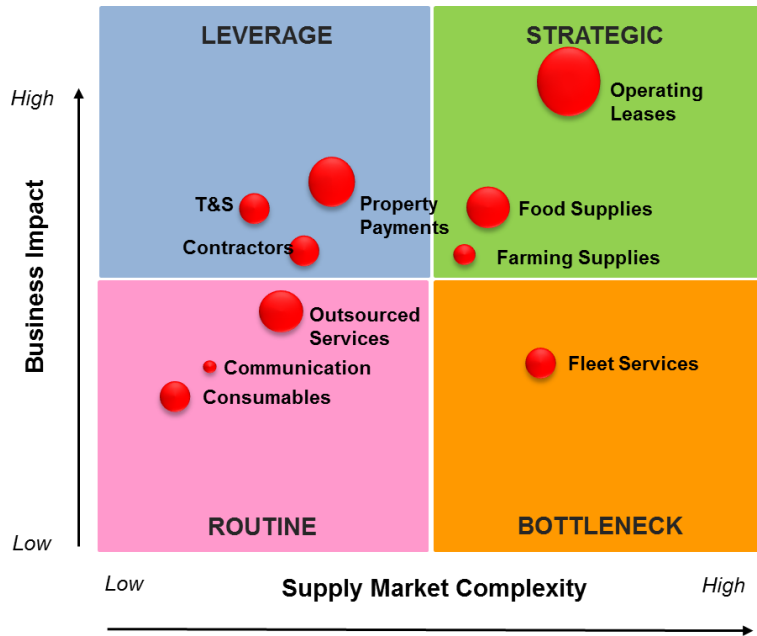 LEVERAGE
STRATEGIC
High
Operating
Leases
T&S
Property
Payments
Food Supplies
Contractors
Farming Supplies
Business Impact
Outsourced
Services
Communication
Consumables
Fleet Services
ROUTINE
BOTTLENECK
Low
Low
Supply Market Complexity
High